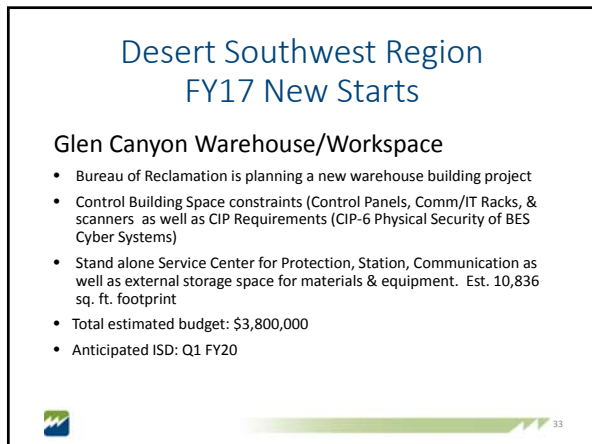 Desert Southwest Region
FY17 New Starts
Glen Canyon Warehouse/Workspace
• Bureau of Reclamation is planning a new warehouse building project
• Control Building Space constraints (Control Panels, Comm/IT Racks, &
scanners as well as CIP Requirements (CIP-6 Physical Security of BES
Cyber Systems)
• Stand alone Service Center for Protection, Station, Communication as
well as external storage space for materials & equipment. Est. 10,836
sq. ft. footprint
• Total estimated budget: $3,800,000
• Anticipated ISD: Q1 FY20
33